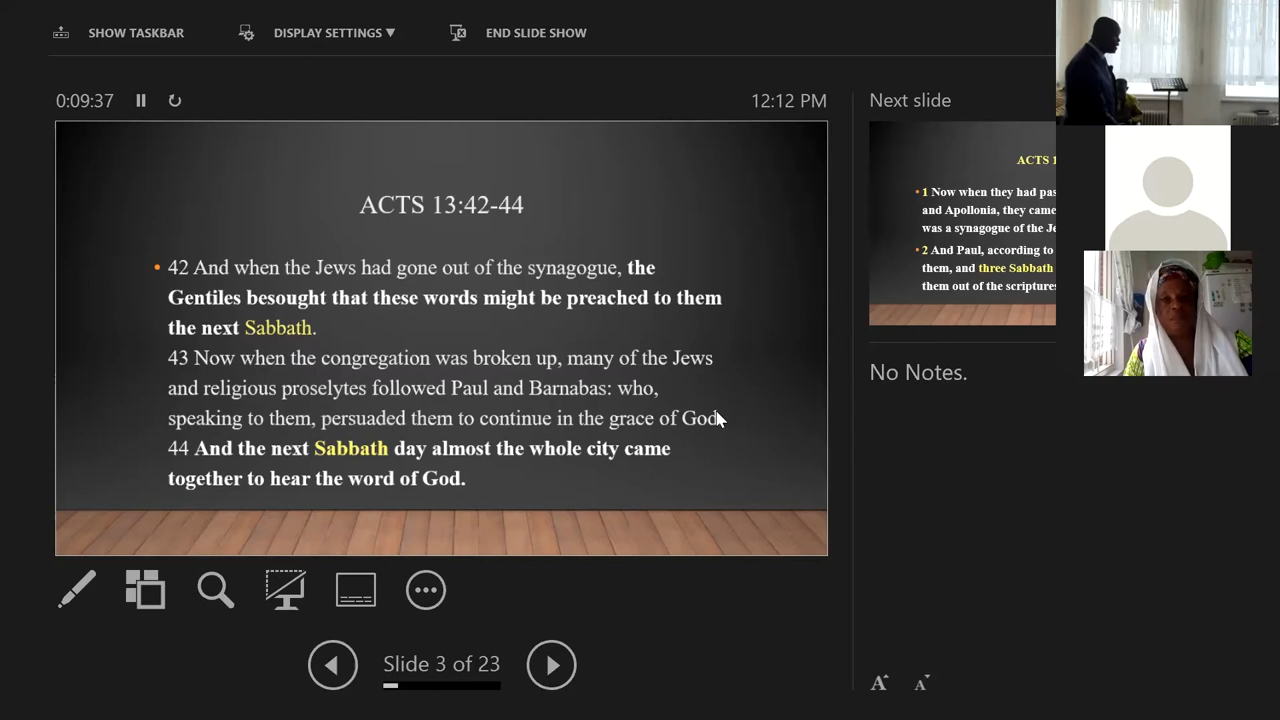 SHOW TASKBAR
DISPLAY SETTINGS ▼
END SLIDE SHOW
0:09:37
12:12 PM
Next slide
ACTS 13:42-44
• 42 And when the Jews had gone out of the synagogue, the
Gentiles besought that these words might be preached to them
the next Sabbath.
43 Now when the congregation was broken up, many of the Jews
and religious proselytes followed Paul and Barnabas: who,
speaking to them, persuaded them to continue in the grace of God
44 And the next Sabbath day almost the whole city came
together to hear the word of God.
ACTS 1
• 1 Now when they had pas
and Apollonia, they came
was a synagogue of the Je
• 2 And Paul, according to
them, and three Sabbath
them out of the scriptures
No Notes.
Slide 3 of 23
A A